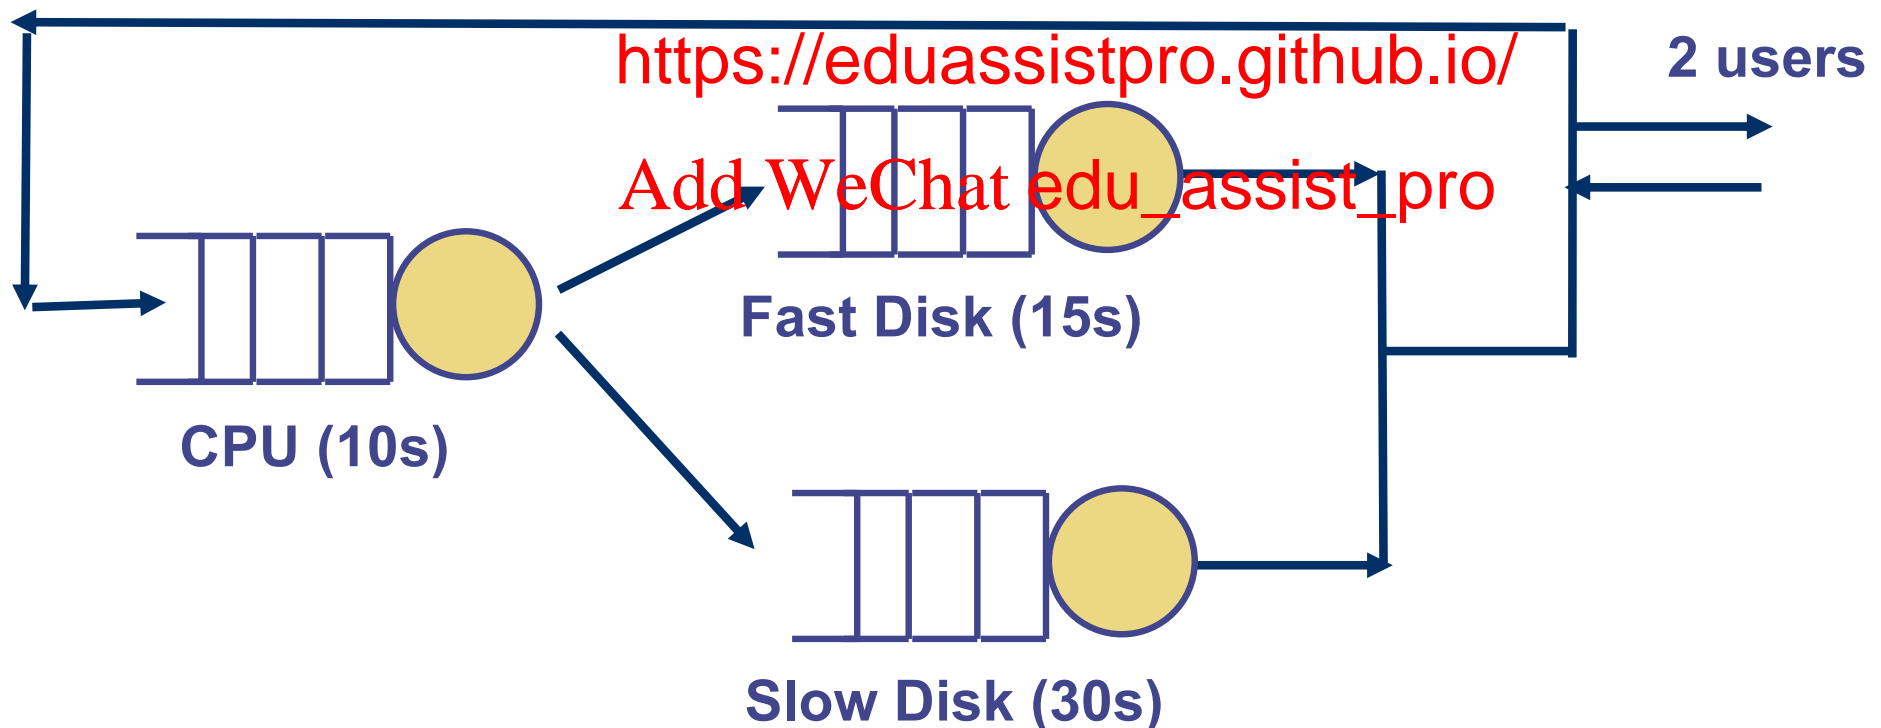 https://eduassistpro.github.io/
2 users
Add WeChat edu_assist_pro
Fast Disk (15s)
CPU (10s)
Slow Disk (30s)